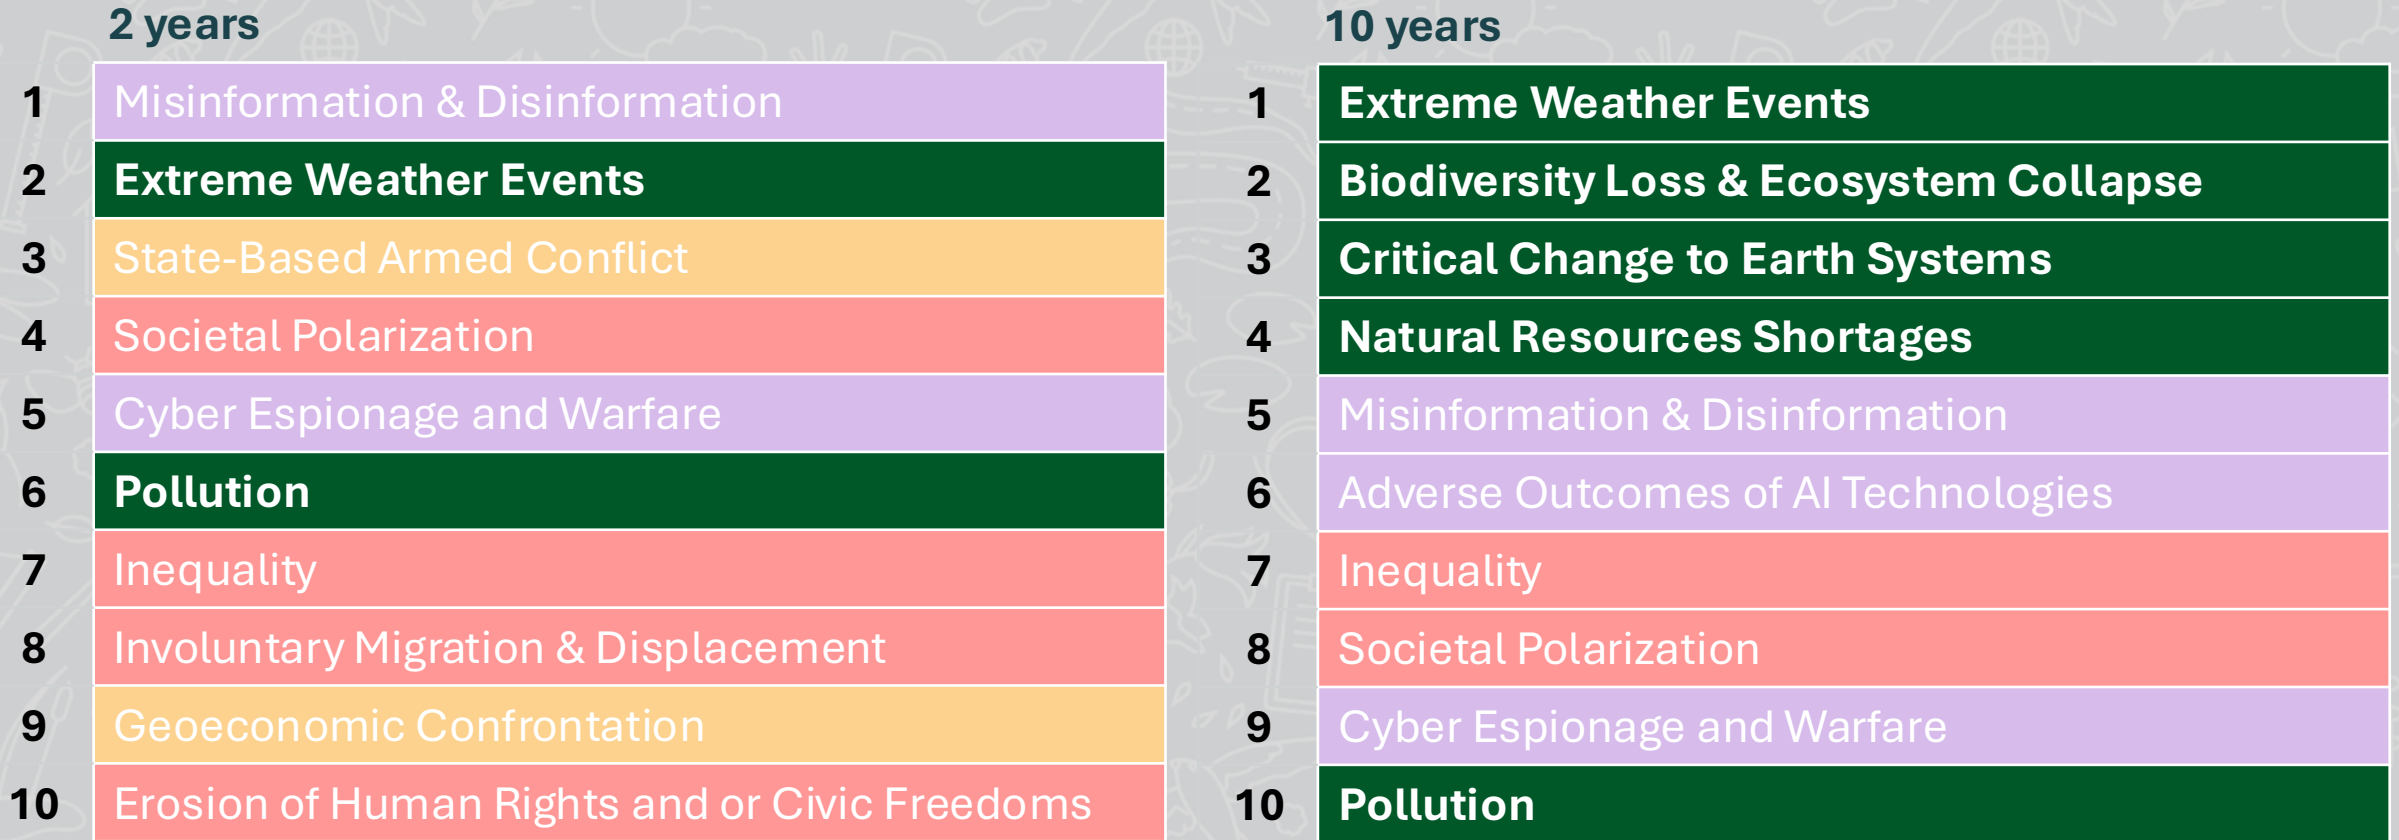 2 years
1 Misinformation & Disinformation
2 Extreme Weather Events
3 State-Based Armed Conflict
4 Societal Polarization
5 Cyber Espionage and Warfare
6 Pollution
7 Inequality
8 Involuntary Migration & Displacement
9 Geoeconomic Confrontation
10 Erosion of Human Rights and or Civic Freedoms
10 years
1 Extreme Weather Events
2 Biodiversity Loss & Ecosystem Collapse
3 Critical Change to Earth Systems
4 Natural Resources Shortages
5 Misinformation & Disinformation
6 Adverse Outcomes of AI Technologies
7 Inequality
8 Societal Polarization
9 Cyber Espionage and Warfare
10 Pollution